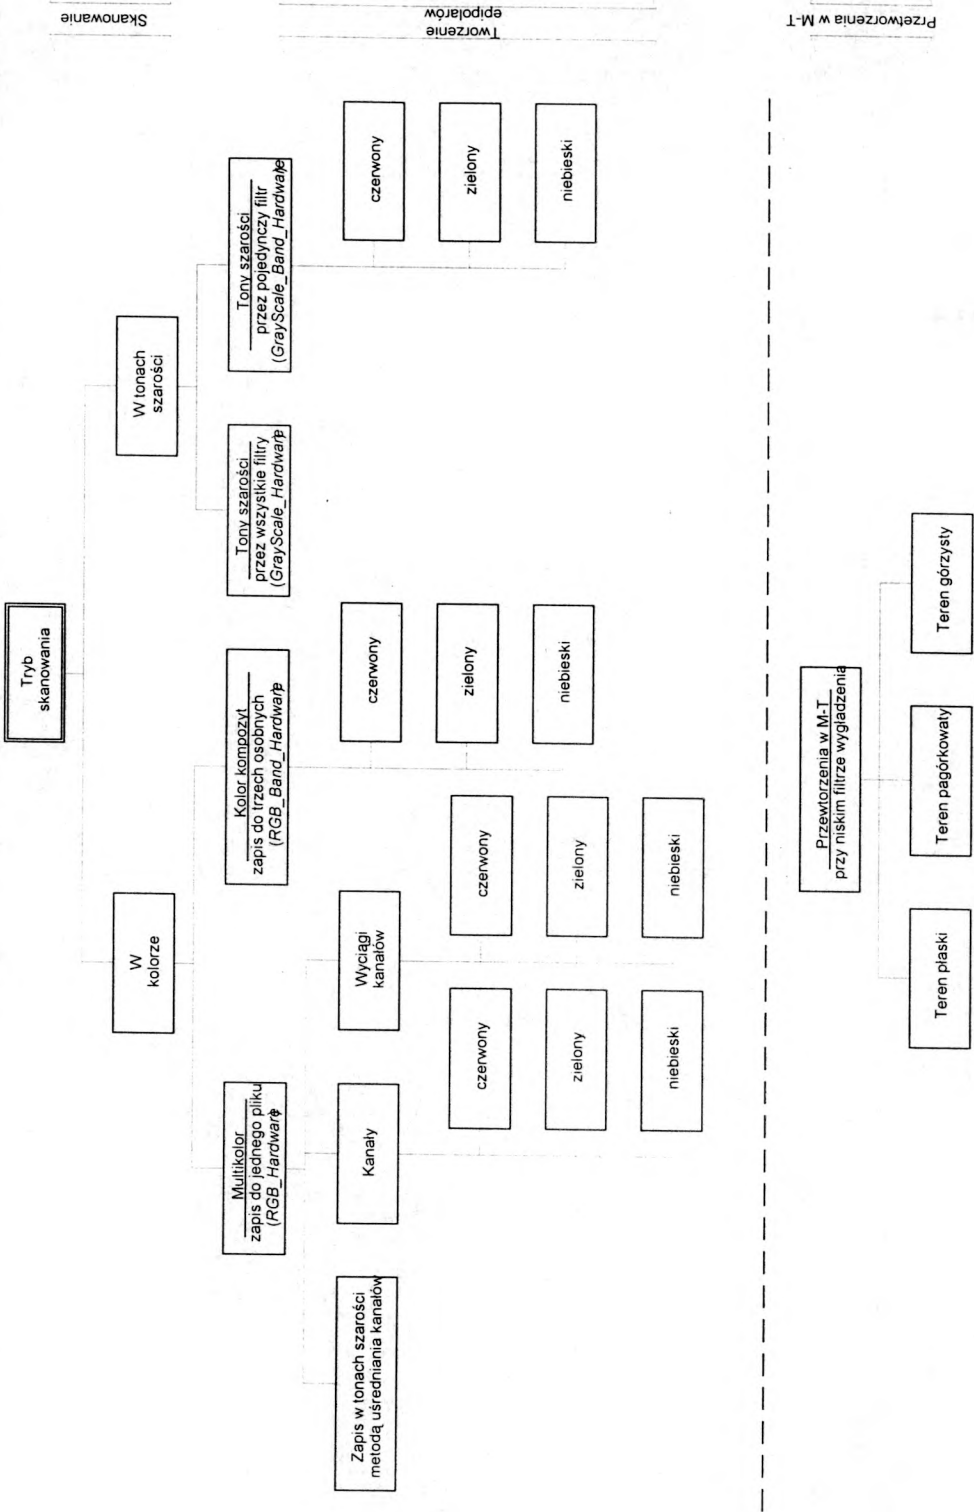 Skanowanie
Tworzenie
epipolarów
Przetworzenia w M-T
Tryb
skanowania
W
kolorze
W tonach
szarości
Multikolor
zapis do jednego pliku
(RGB_Hardware)
Kolor kompozyt
zapis do trzech osobnych
(RGB_Band_Hardware)
Tony szarości
przez wszystkie filtry
(GrayScale_Hardware)
Tony szarości
przez pojedynczy filtr
(GrayScale_Band_Hardware)
Zapis w tonach szarości
metodą uśredniania kanałów
Kanały
czerwony
zielony
niebieski
Wyciągi
kanałów
czerwony
zielony
niebieski
czerwony
zielony
niebieski
czerwony
zielony
niebieski
Przewtorzenia w M-T
przy niskim filtrze wygładzenia
Teren płaski
Teren pagórkowaty
Teren górzysty